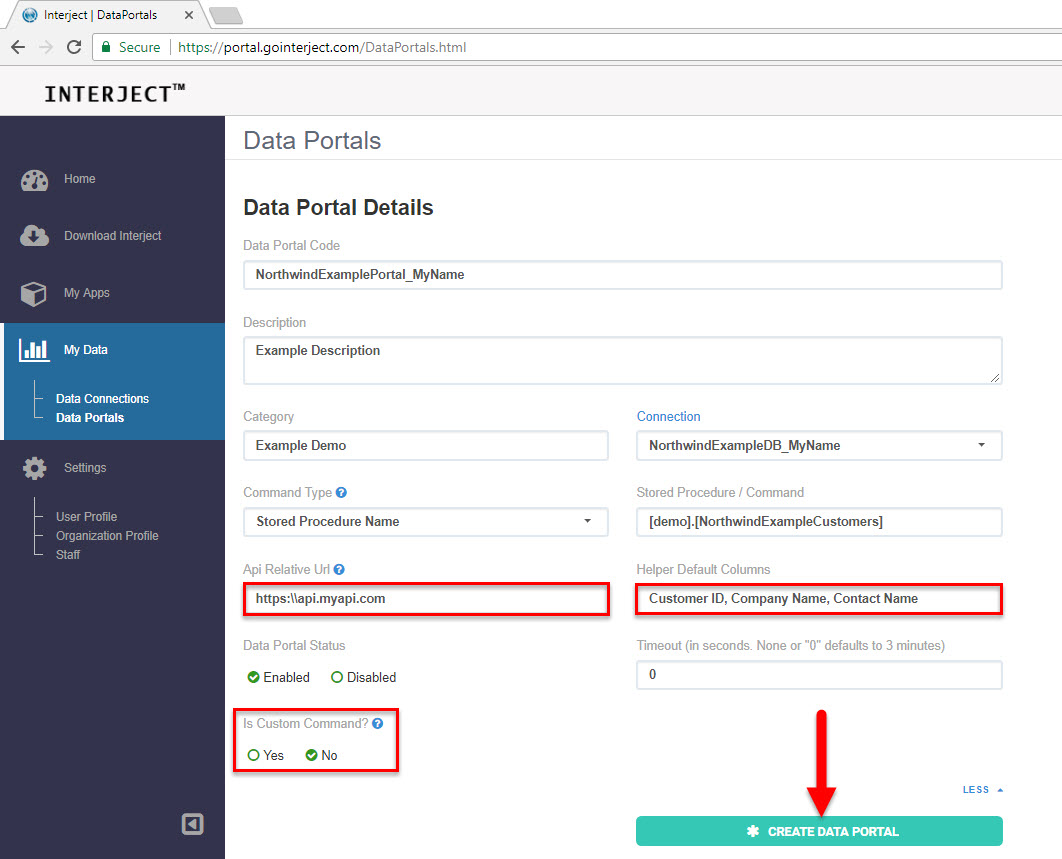 Interject | DataPortals
Secure
https://portal.gointerject.com/DataPortals.html
INTERJECT™
Home
Download Interject
My Apps
My Data
Data Connections
Data Portals
Settings
User Profile
Organization Profile
Staff
Data Portals
Data Portal Details
Data Portal Code
NorthwindExamplePortal_MyName
Description
Example Description
Category
Connection
Example Demo
NorthwindExampleDB_MyName
Command Type ?
Stored Procedure / Command
Stored Procedure Name
[demo].[NorthwindExampleCustomers]
Api Relative Url ?
Helper Default Columns
https:\\api.myapi.com
Customer ID, Company Name, Contact Name
Data Portal Status
Timeout (in seconds. None or "0" defaults to 3 minutes)
Enabled Disabled
0
Is Custom Command? ?
Yes No
LESS
CREATE DATA PORTAL